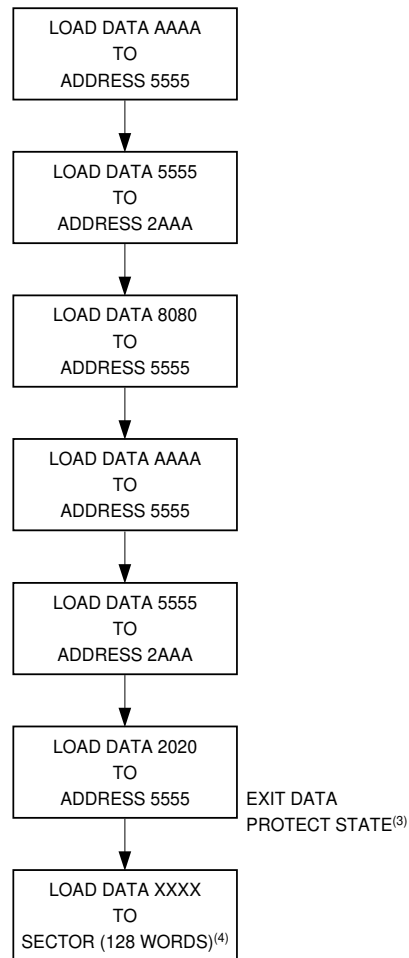 LOAD DATA AAAA
TO
ADDRESS 5555
LOAD DATA 5555
TO
ADDRESS 2AAA
LOAD DATA 8080
TO
ADDRESS 5555
LOAD DATA AAAA
TO
ADDRESS 5555
LOAD DATA 5555
TO
ADDRESS 2AAA
LOAD DATA 2020
TO
ADDRESS 5555
EXIT DATA
PROTECT STATE(3)
LOAD DATA XXXX
TO
SECTOR (128 WORDS)(4)